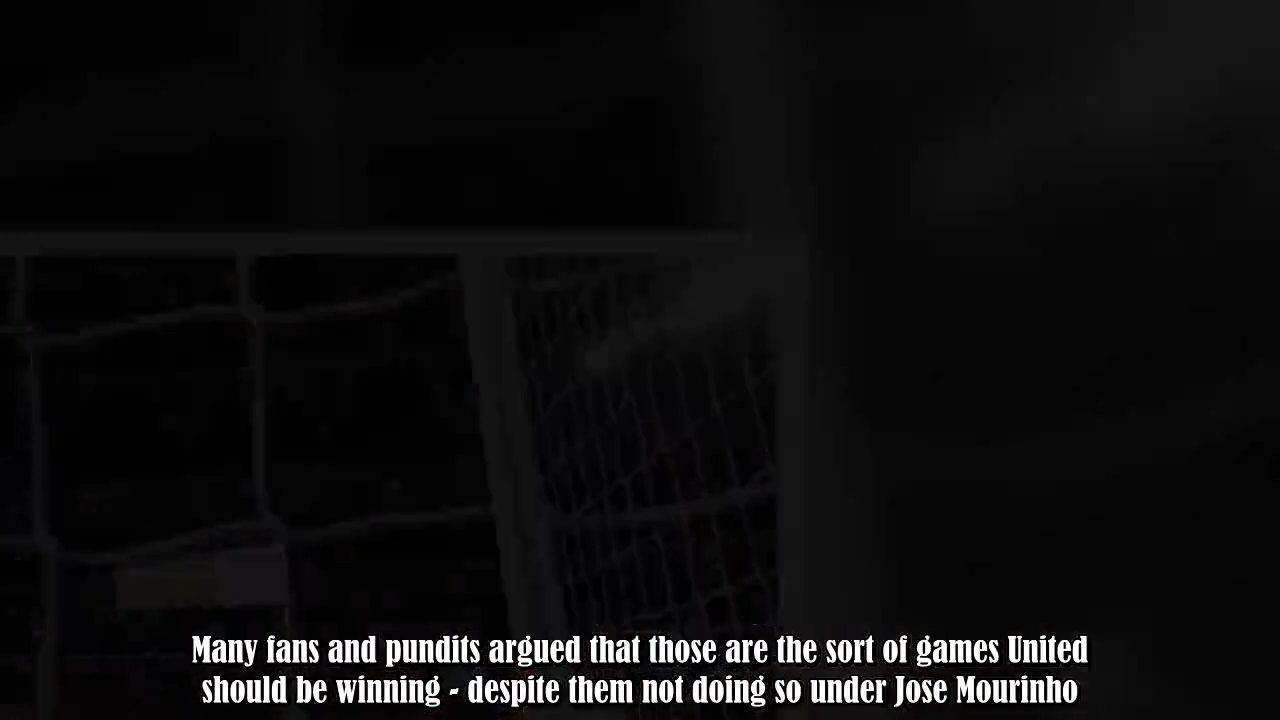 Many fans and pundits argued that those are the sort of games United
should be winning - despite them not doing so under Jose Mourinho